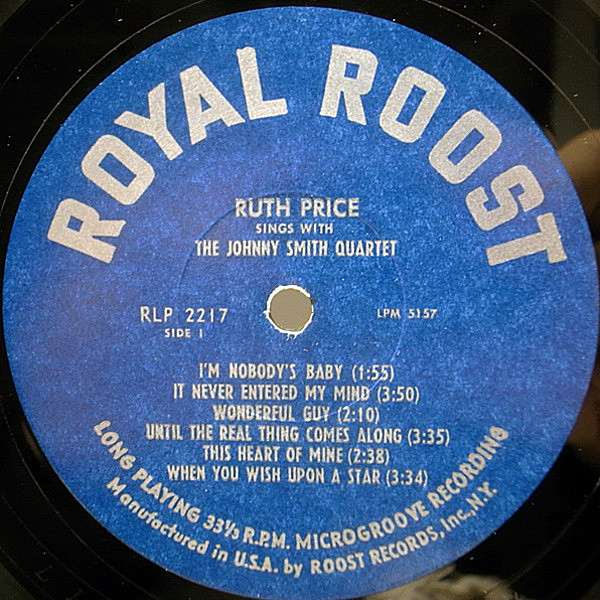 ROYAL ROOST
RUTH PRICE
SINGS WITH
THE JOHNNY SMITH QUARTET
RLP 2217
LPM 5157
SIDE I
I'M NOBODY'S BABY (1:55)
IT NEVER ENTERED MY MIND (3:50)
WONDERFUL GUY (2:10)
UNTIL THE REAL THING COMES ALONG (3:35)
THIS HEART OF MINE (2:38)
WHEN YOU WISH UPON A STAR (3:34)
LONG PLAYING 33⅓ R.P.M. MICROGROOVE RECORDING
Manufactured in U.S.A. by ROOST RECORDS, Inc., N.Y.